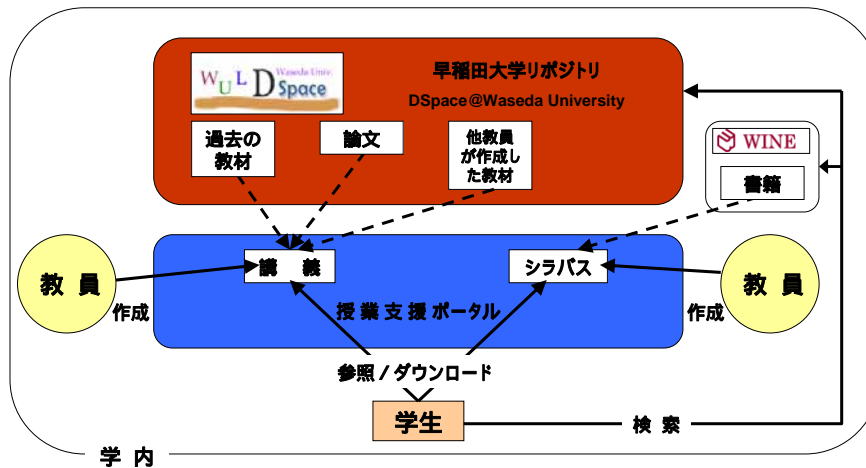 WUL DSpace Waseda Univ.
早稲田大学リポジトリ
DSpace@Waseda University
過去の
教材
論文
他教員
が作成し
た教材
WINE
書籍
教 員
作成
講 義
シラバス
教 員
作成
授業支援ポータル
参照/ダウンロード
学生
検 索
学 内